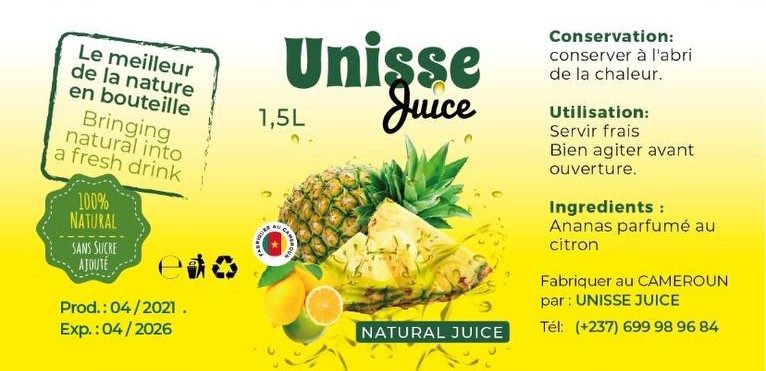 Le meilleur
de la nature
en bouteille
Bringing
natural into
a fresh drink
100%
NATURAL
SANS SUCRE
AJOUTÉ
Prod.: 04 / 2021 .
Exp. : 04 / 2026
Unisse
Juice
1,5L
FABRIQUÉ AU CAMEROUN
NATURAL JUICE
Conservation:
conserver à l'abri
de la chaleur.
Utilisation:
Servir frais
Bien agiter avant
ouverture.
Ingredients :
Ananas parfumé au
citron
Fabriquer au CAMEROUN
par : UNISSE JUICE
Tél: (+237) 699 98 96 84